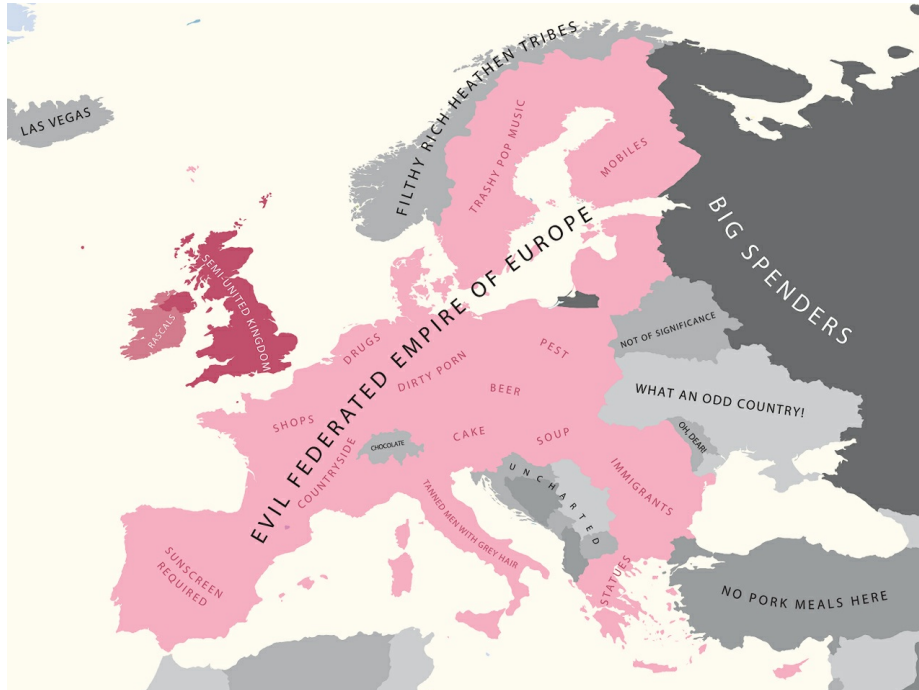 LAS VEGAS
FILTHY RICH HEATHEN TRIBES
TRASHY POP MUSIC
MOBILES
BIG SPENDERS
EVIL FEDERATED EMPIRE OF EUROPE
SEMI-UNITED KINGDOM
RASCALS
DRUGS
DIRTY PORN
PEST
NOT OF SIGNIFICANCE
WHAT AN ODD COUNTRY!
BEER
SHOPS
CAKE
SOUP
OH, DEAR!
CHOCOLATE
COUNTRYSIDE
UNCHARTED
IMMIGRANTS
TANNED MEN WITH GREY HAIR
SUNSCREEN
REQUIRED
STATUES
NO PORK MEALS HERE